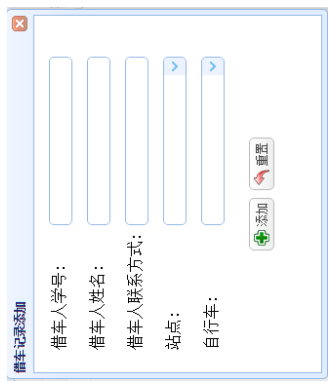 借车记录添加
借车人学号：
借车人姓名：
借车人联系方式：
站点：
自行车：
添加 重置